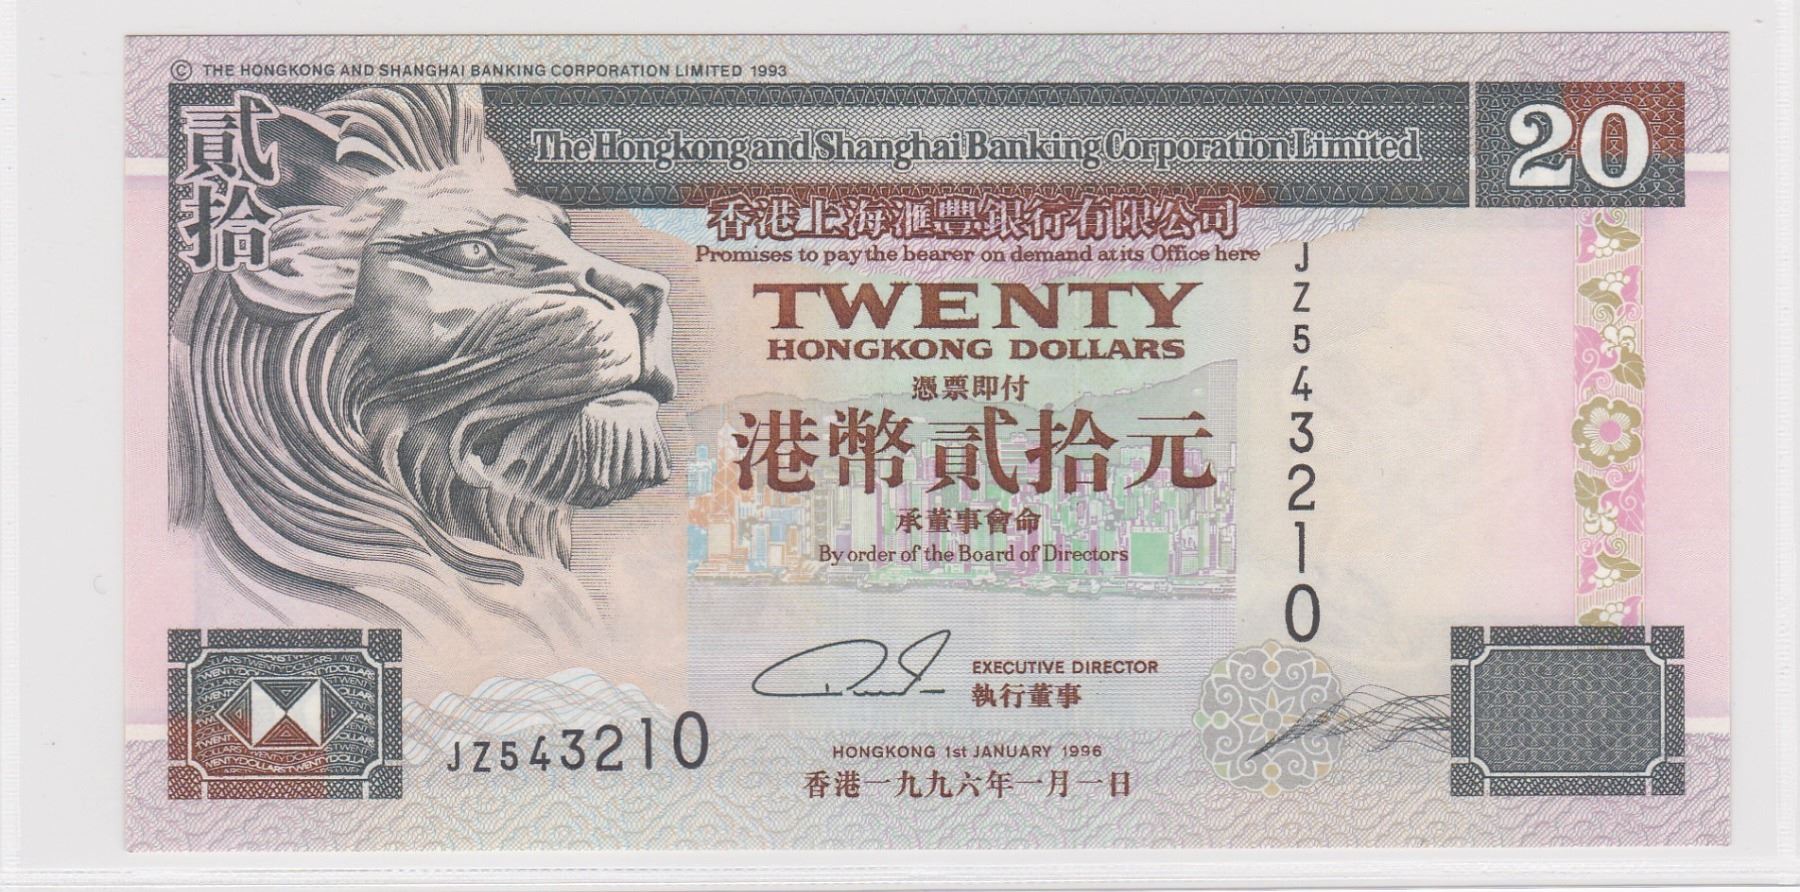 © THE HONGKONG AND SHANGHAI BANKING CORPORATION LIMITED 1993
貳拾
The Hongkong and Shanghai Banking Corporation Limited
20
香港上海滙豐銀行有限公司
Promises to pay the bearer on demand at its Office here
TWENTY
HONGKONG DOLLARS
憑票即付
港幣貳拾元
承董事會命
By order of the Board of Directors
JZ543210
EXECUTIVE DIRECTOR
執行董事
JZ543210
HONGKONG 1st JANUARY 1996
香港一九九六年一月一日